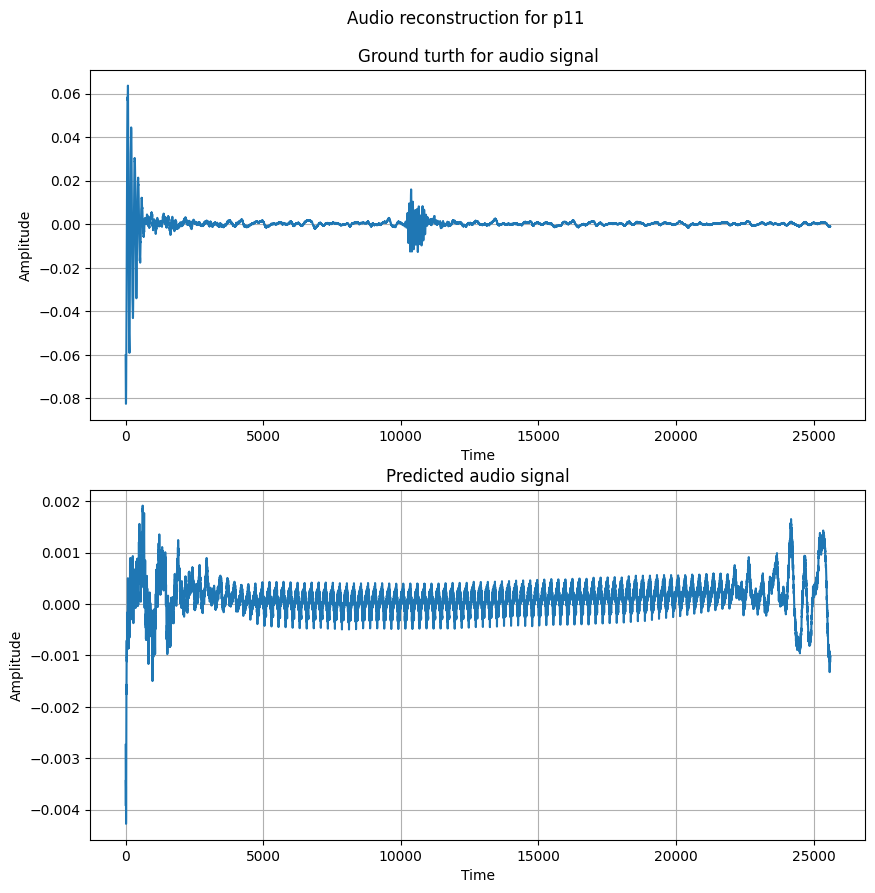 Audio reconstruction for p11
Ground turth for audio signal
0.06
0.04
0.02
0.00
−0.02
−0.04
−0.06
−0.08
Amplitude
0 5000 10000 15000 20000 25000
Time
Predicted audio signal
0.002
0.001
0.000
−0.001
−0.002
−0.003
−0.004
Amplitude
0 5000 10000 15000 20000 25000
Time